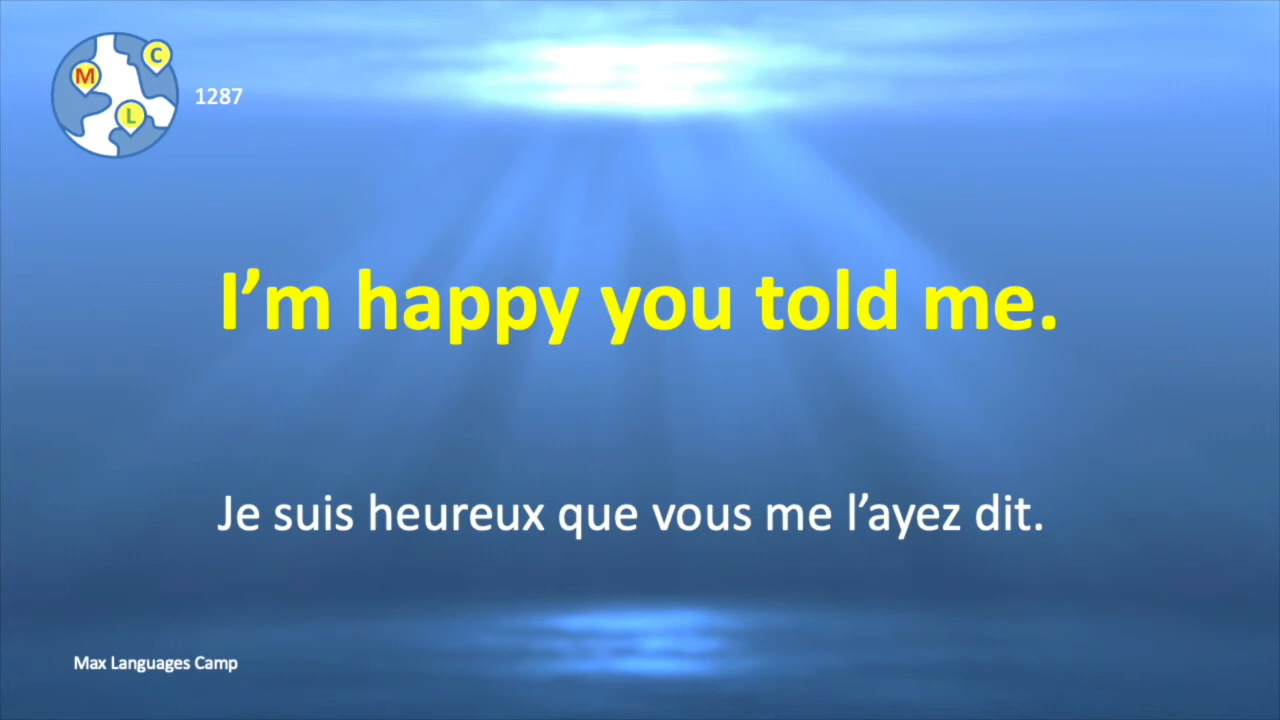 C
M
L
1287
I’m happy you told me.
Je suis heureux que vous me l’ayez dit.
Max Languages Camp